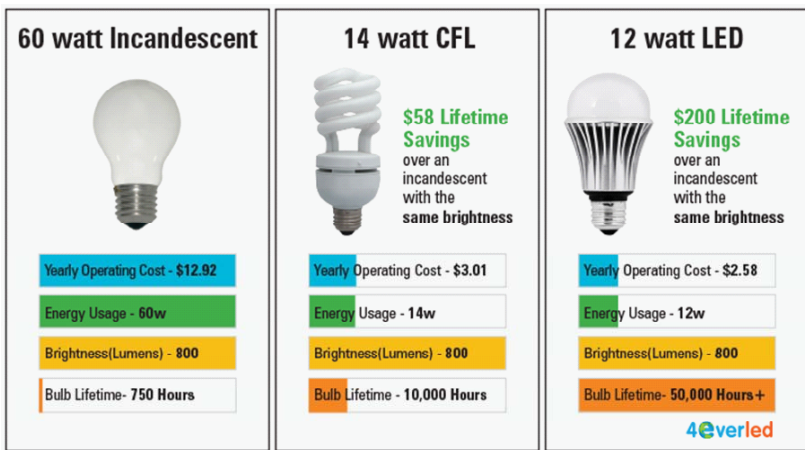 60 watt Incandescent
Yearly Operating Cost - $12.92
Energy Usage - 60w
Brightness(Lumens) - 800
Bulb Lifetime- 750 Hours
14 watt CFL
$58 Lifetime
Savings
over an
incandescent
with the
same brightness
Yearly Operating Cost - $3.01
Energy Usage - 14w
Brightness(Lumens) - 800
Bulb Lifetime - 10,000 Hours
12 watt LED
$200 Lifetime
Savings
over an
incandescent
with the
same brightness
Yearly Operating Cost - $2.58
Energy Usage - 12w
Brightness(Lumens) - 800
Bulb Lifetime- 50,000 Hours+
4everled